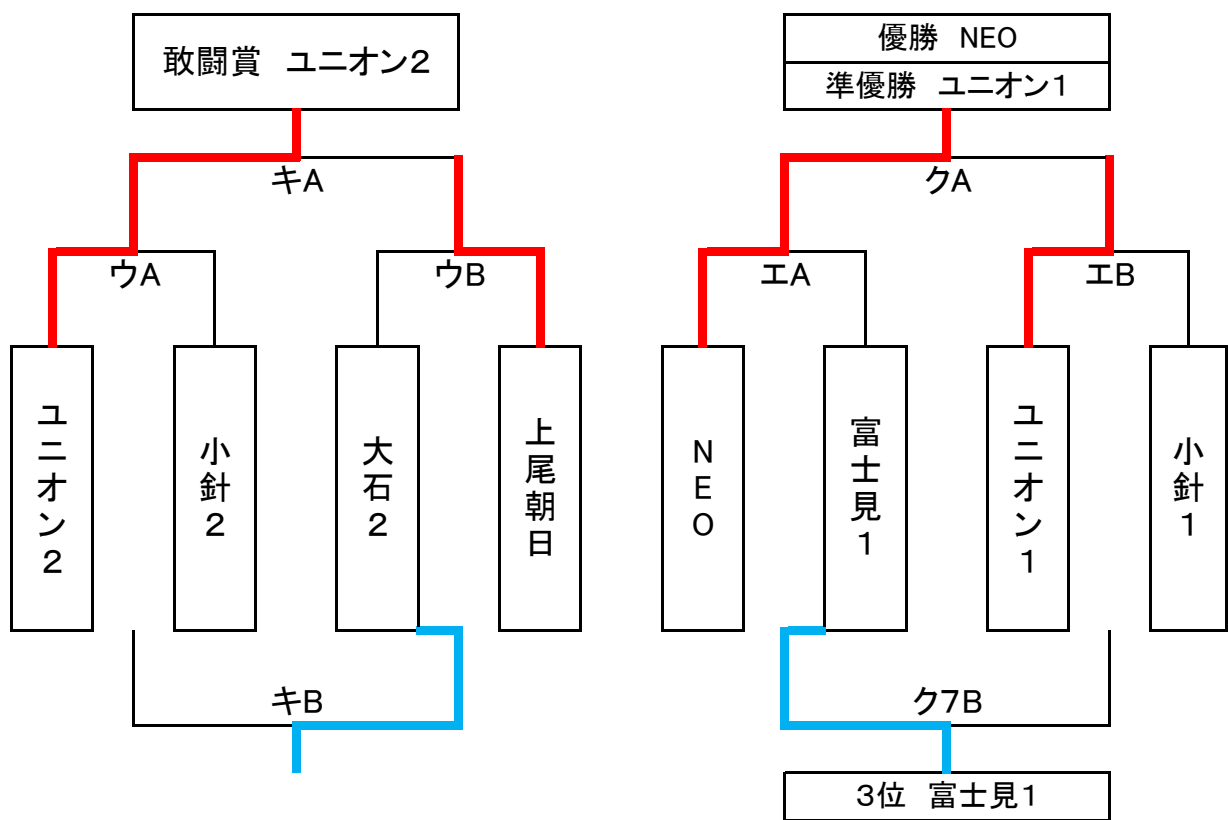 敢闘賞　ユニオン2
優勝　NEO
準優勝　ユニオン1
キA
クA
ウA
ウB
エA
エB
ユニオン2
小針2
大石2
上尾朝日
NEO
富士見1
ユニオン1
小針1
キB
ク7B
3位　富士見1